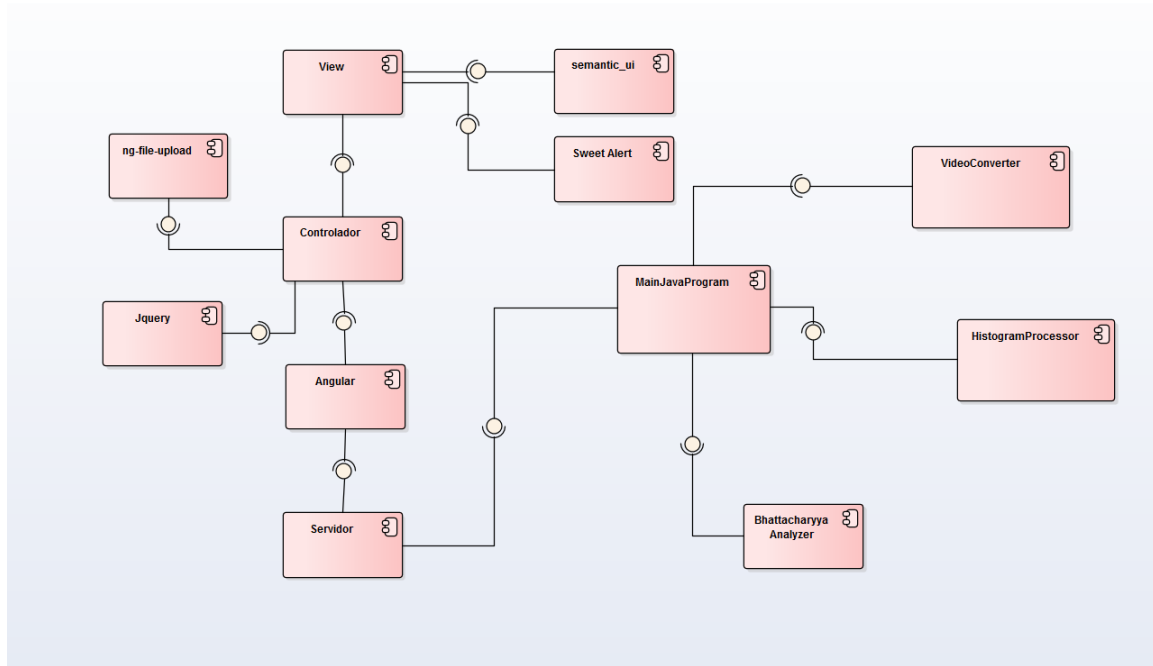 View
semantic_ui
ng-file-upload
Sweet Alert
VideoConverter
Controlador
MainJavaProgram
Jquery
HistogramProcessor
Angular
Servidor
Bhattacharyya
Analyzer